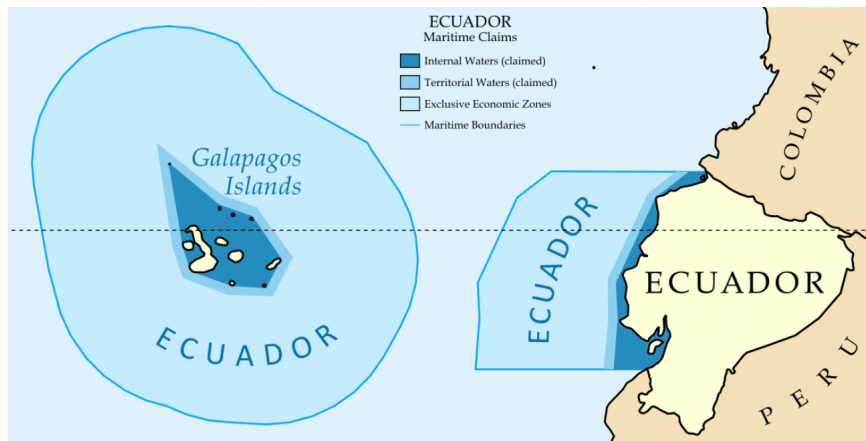 ECUADOR
Maritime Claims
Internal Waters (claimed)
Territorial Waters (claimed)
Exclusive Economic Zones
Maritime Boundaries
COLOMBIA
Galapagos
Islands
ECUADOR
ECUADOR
ECUADOR
PERU